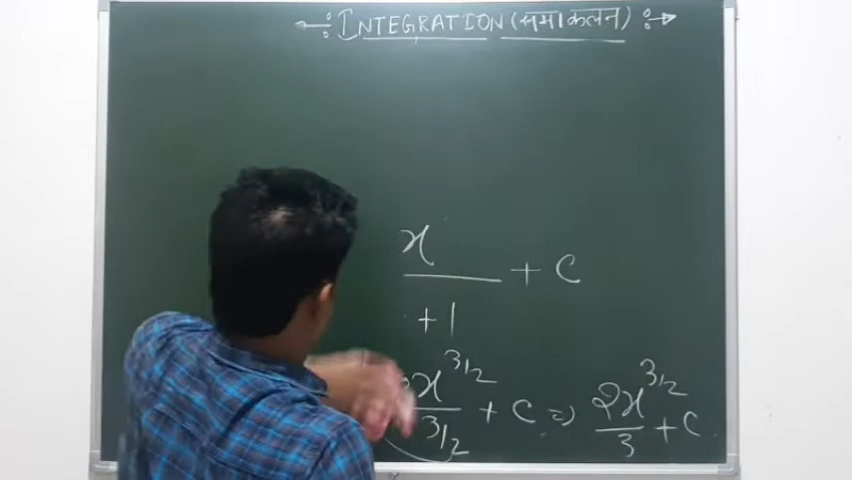 INTEGRATION (समाकलन)
x
+ c
+1
x^3/2 / 3/2 + c => 2x^3/2 / 3 + c